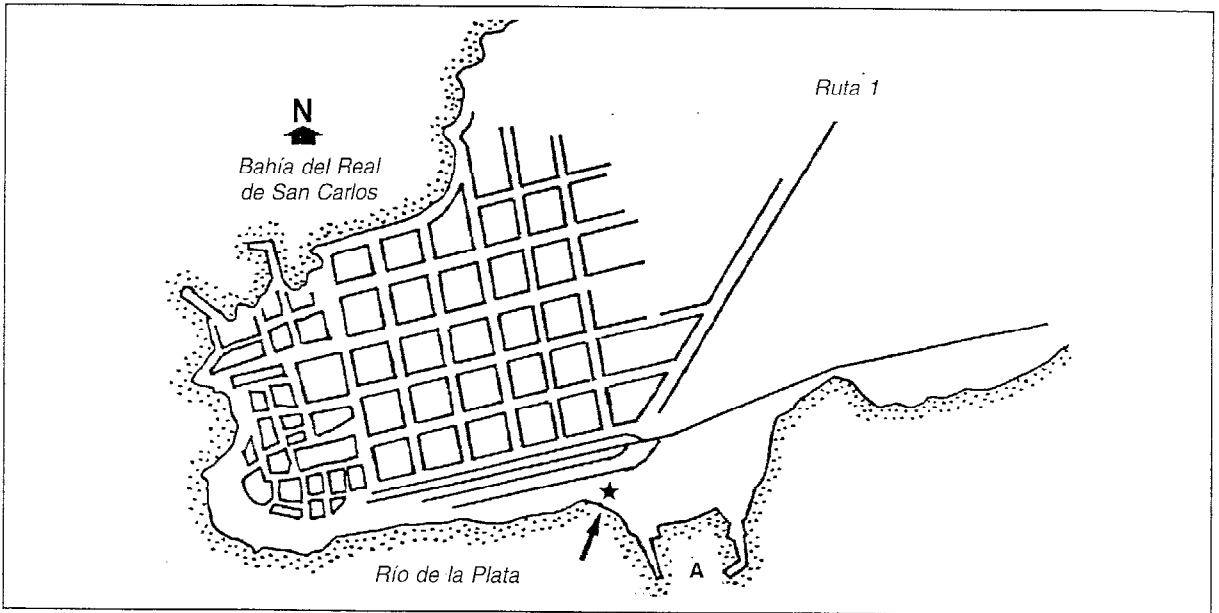 Ruta 1
N
Bahía del Real
de San Carlos
Río de la Plata
A